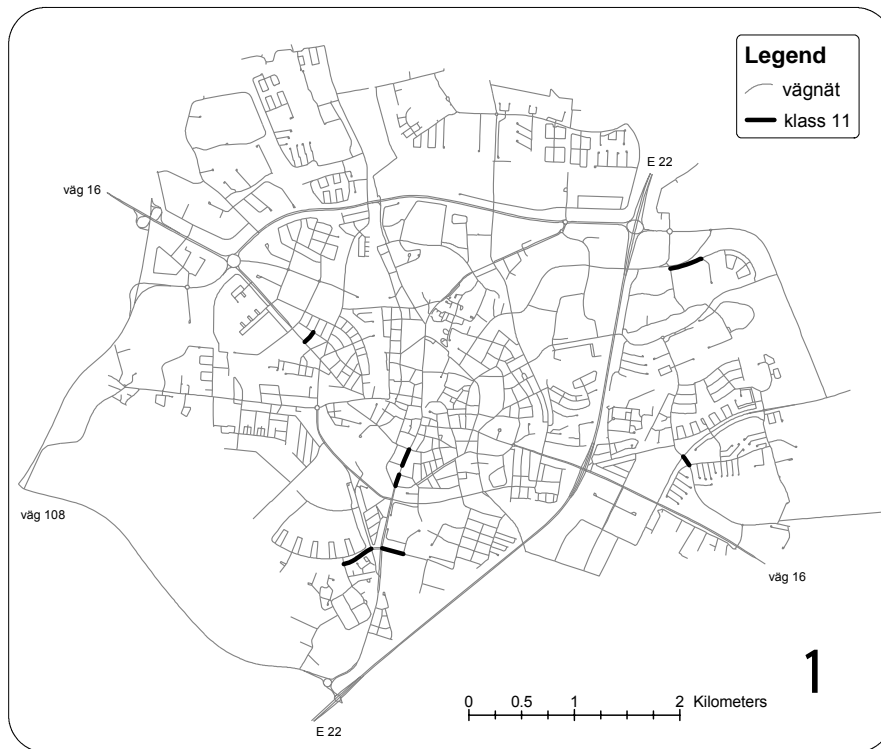 Legend
vägnät
klass 11
E 22
väg 16
väg 108
väg 16
1
0 0.5 1 2 Kilometers
E 22